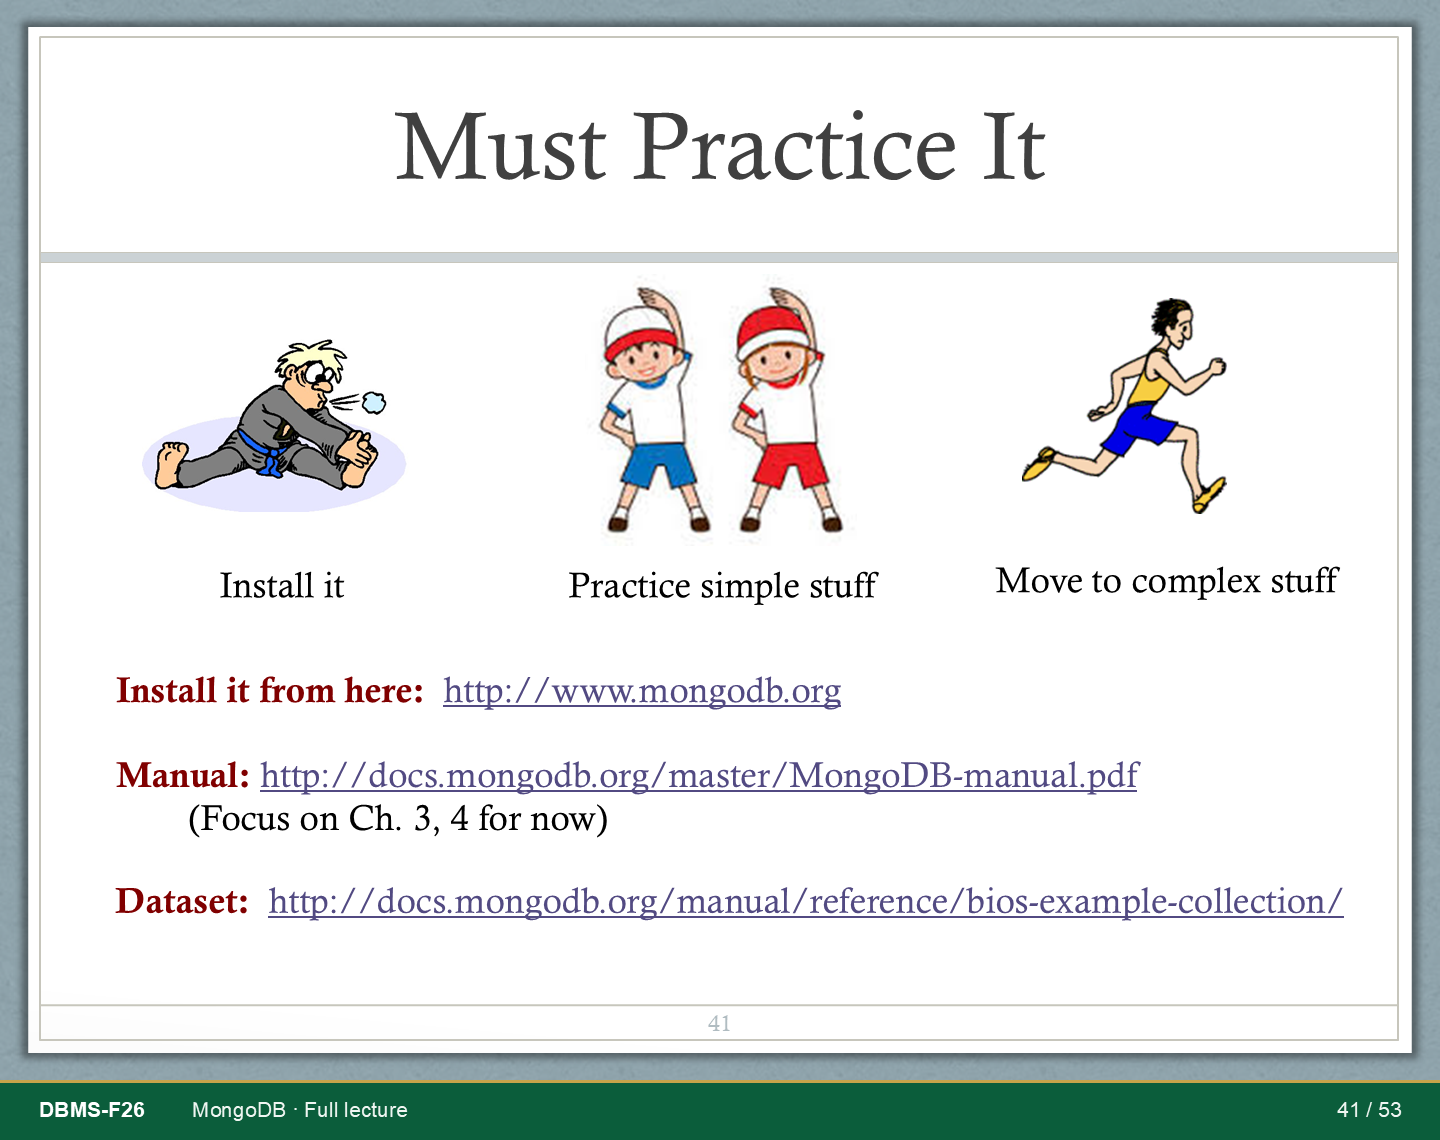 Must Practice It
Install it
Practice simple stuff
Move to complex stuff
Install it from here: http://www.mongodb.org
Manual: http://docs.mongodb.org/master/MongoDB-manual.pdf
(Focus on Ch. 3, 4 for now)
Dataset: http://docs.mongodb.org/manual/reference/bios-example-collection/
41
DBMS-F26 MongoDB · Full lecture 41 / 53